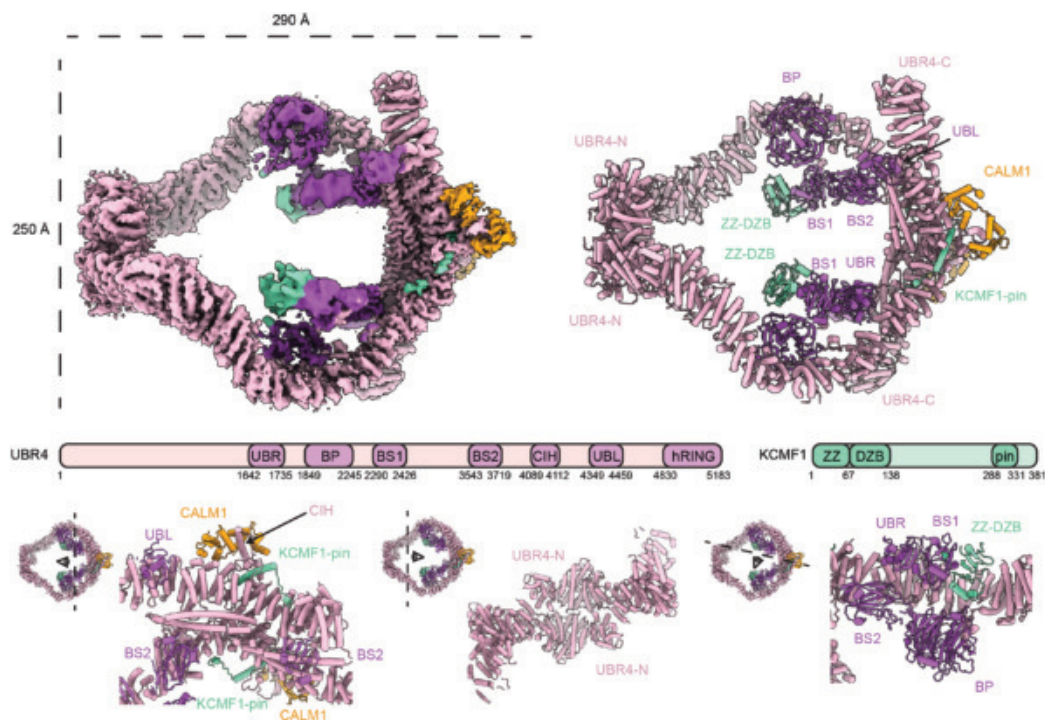 290 Å
250 Å
UBR4-C
BP
UBL
UBR4-N
CALM1
ZZ-DZB
BS1
BS2
ZZ-DZB
BS1
UBR
KCMF1-pin
UBR4-N
UBR4-C
UBR4
UBR
BP
BS1
BS2
CIH
UBL
hRING
1
1642 1735
1849
2245
2290 2426
3543 3719
4089 4112
4349 4459
4830
5183
KCMF1
ZZ
DZB
pin
1
67
138
288
331
381
CALM1
CIH
UBL
KCMF1-pin
BS2
BS2
KCMF1-pin
CALM1
UBR4-N
UBR4-N
UBR
BS1
ZZ-DZB
BS2
BP